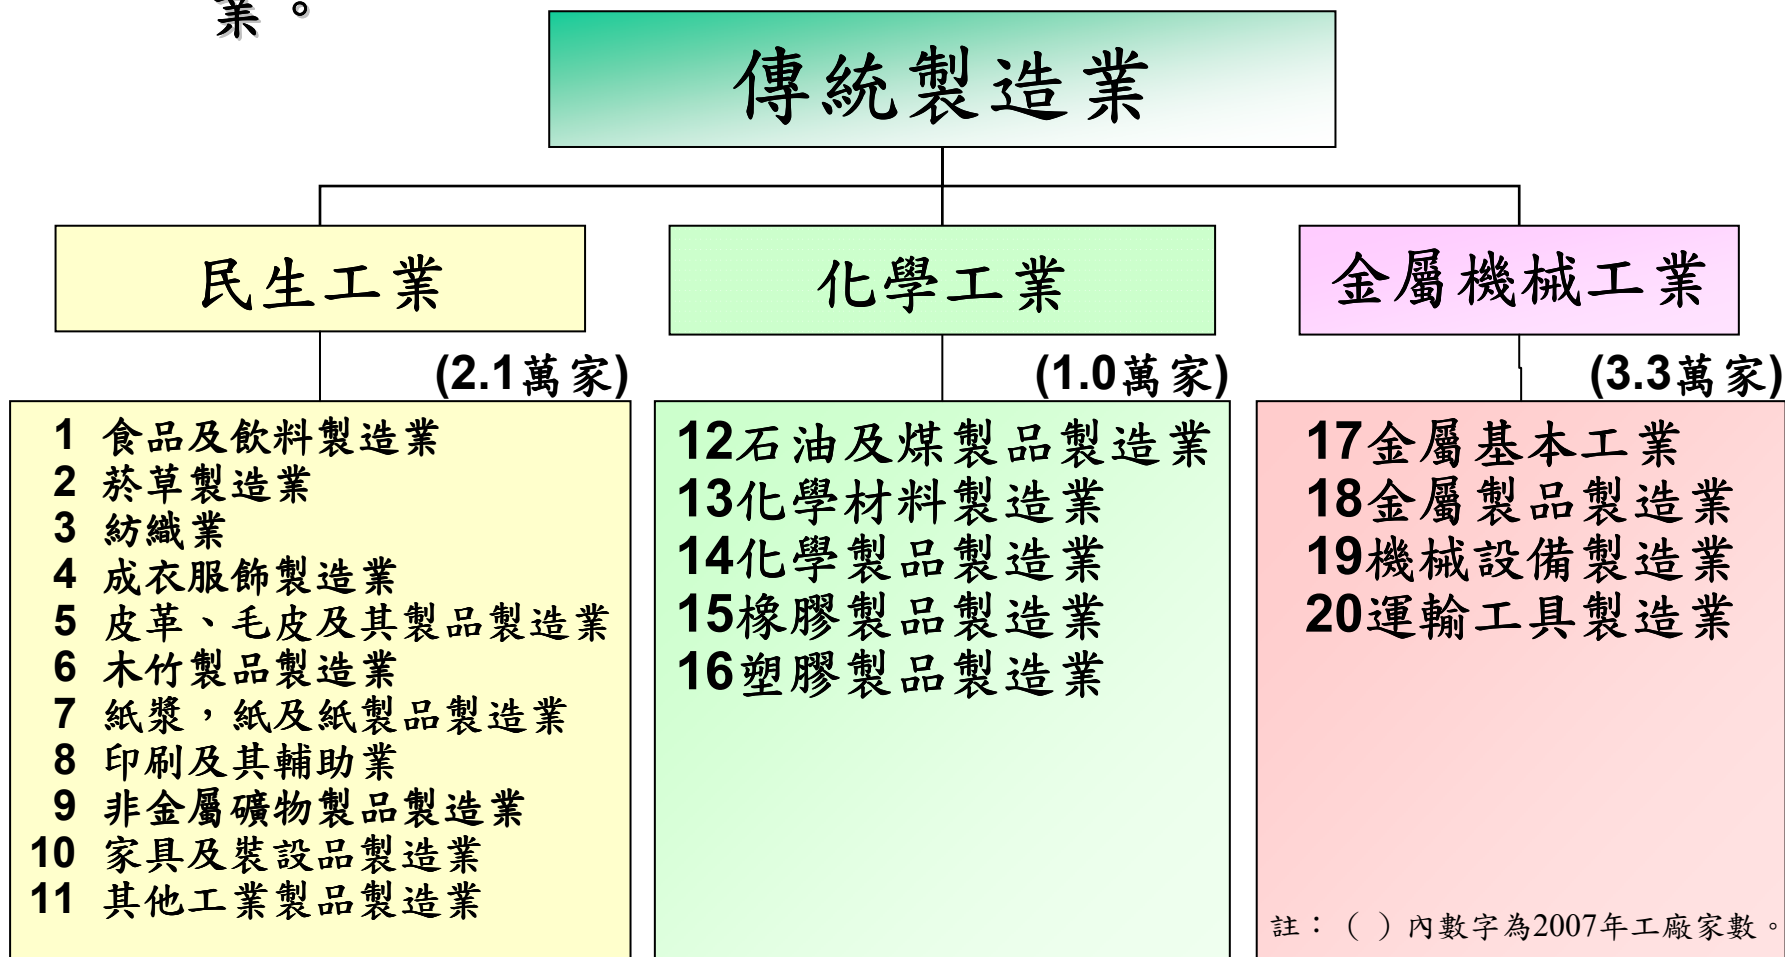 業。
傳統製造業
民生工業
(2.1萬家)
1 食品及飲料製造業
2 菸草製造業
3 紡織業
4 成衣服飾製造業
5 皮革、毛皮及其製品製造業
6 木竹製品製造業
7 紙漿，紙及紙製品製造業
8 印刷及其輔助業
9 非金屬礦物製品製造業
10 家具及裝設品製造業
11 其他工業製品製造業
化學工業
(1.0萬家)
12石油及煤製品製造業
13化學材料製造業
14化學製品製造業
15橡膠製品製造業
16塑膠製品製造業
金屬機械工業
(3.3萬家)
17金屬基本工業
18金屬製品製造業
19機械設備製造業
20運輸工具製造業
註：（ ）內數字為2007年工廠家數。